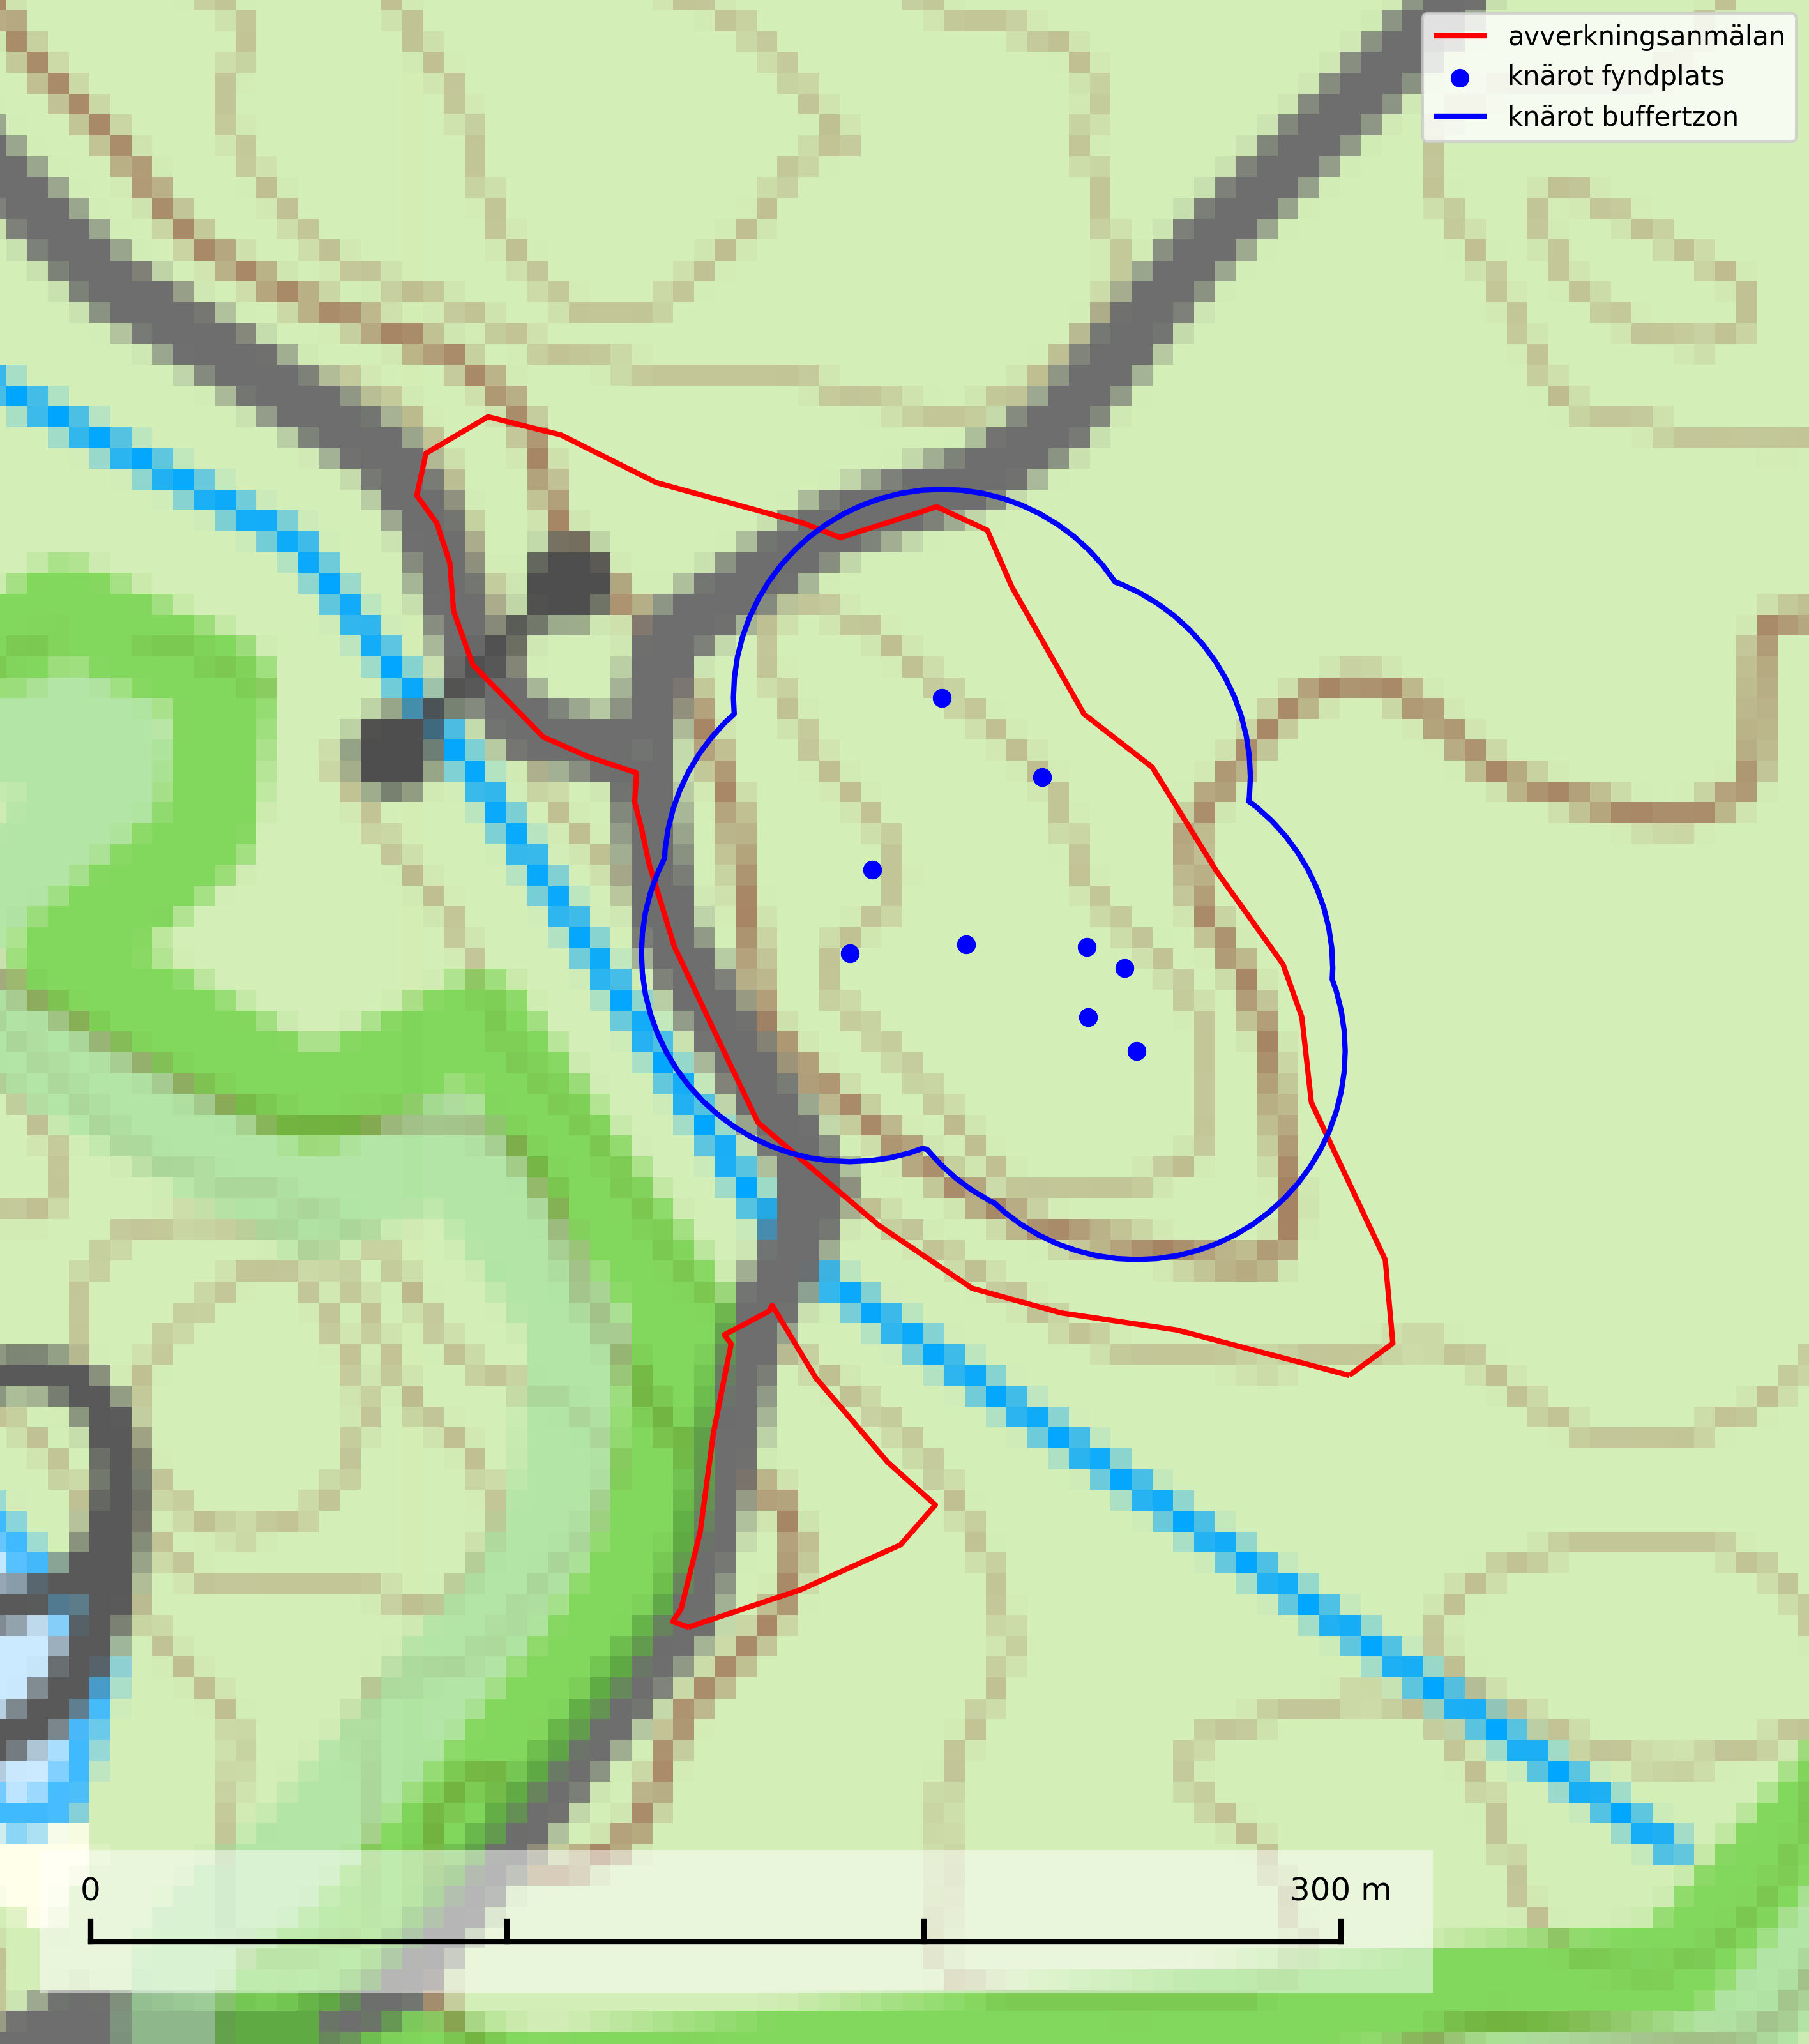 avverkningsanmälan
knärot fyndplats
knärot buffertzon
0 300 m